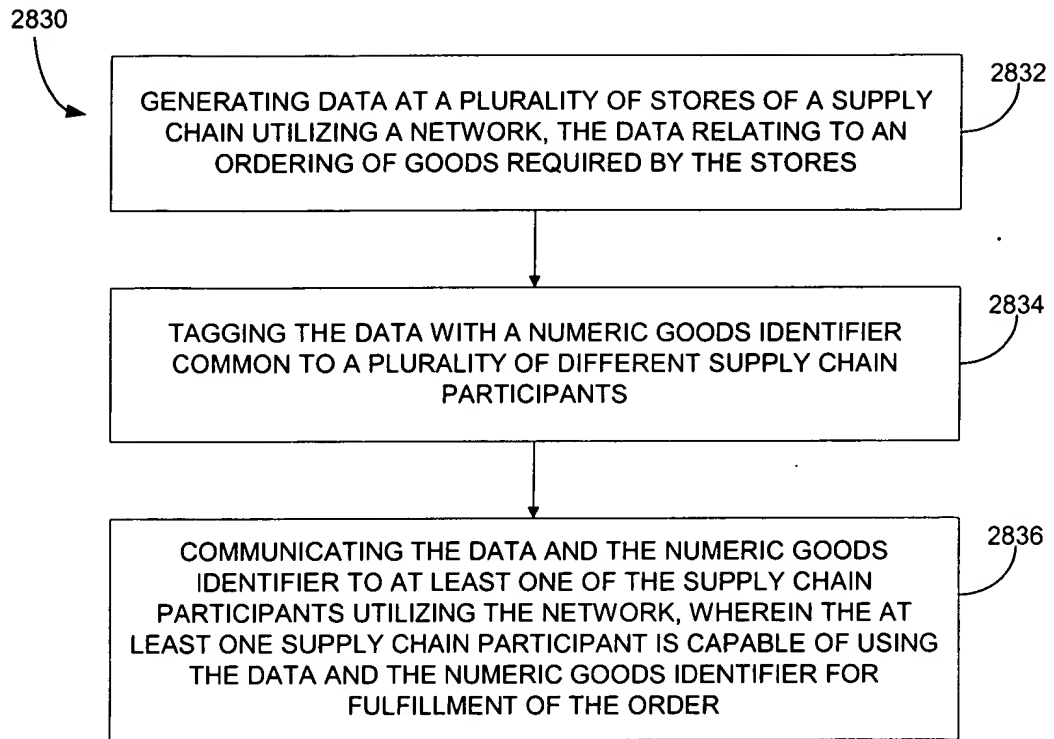 2830
2832
GENERATING DATA AT A PLURALITY OF STORES OF A SUPPLY
CHAIN UTILIZING A NETWORK, THE DATA RELATING TO AN
ORDERING OF GOODS REQUIRED BY THE STORES
2834
TAGGING THE DATA WITH A NUMERIC GOODS IDENTIFIER
COMMON TO A PLURALITY OF DIFFERENT SUPPLY CHAIN
PARTICIPANTS
2836
COMMUNICATING THE DATA AND THE NUMERIC GOODS
IDENTIFIER TO AT LEAST ONE OF THE SUPPLY CHAIN
PARTICIPANTS UTILIZING THE NETWORK, WHEREIN THE AT
LEAST ONE SUPPLY CHAIN PARTICIPANT IS CAPABLE OF USING
THE DATA AND THE NUMERIC GOODS IDENTIFIER FOR
FULFILLMENT OF THE ORDER